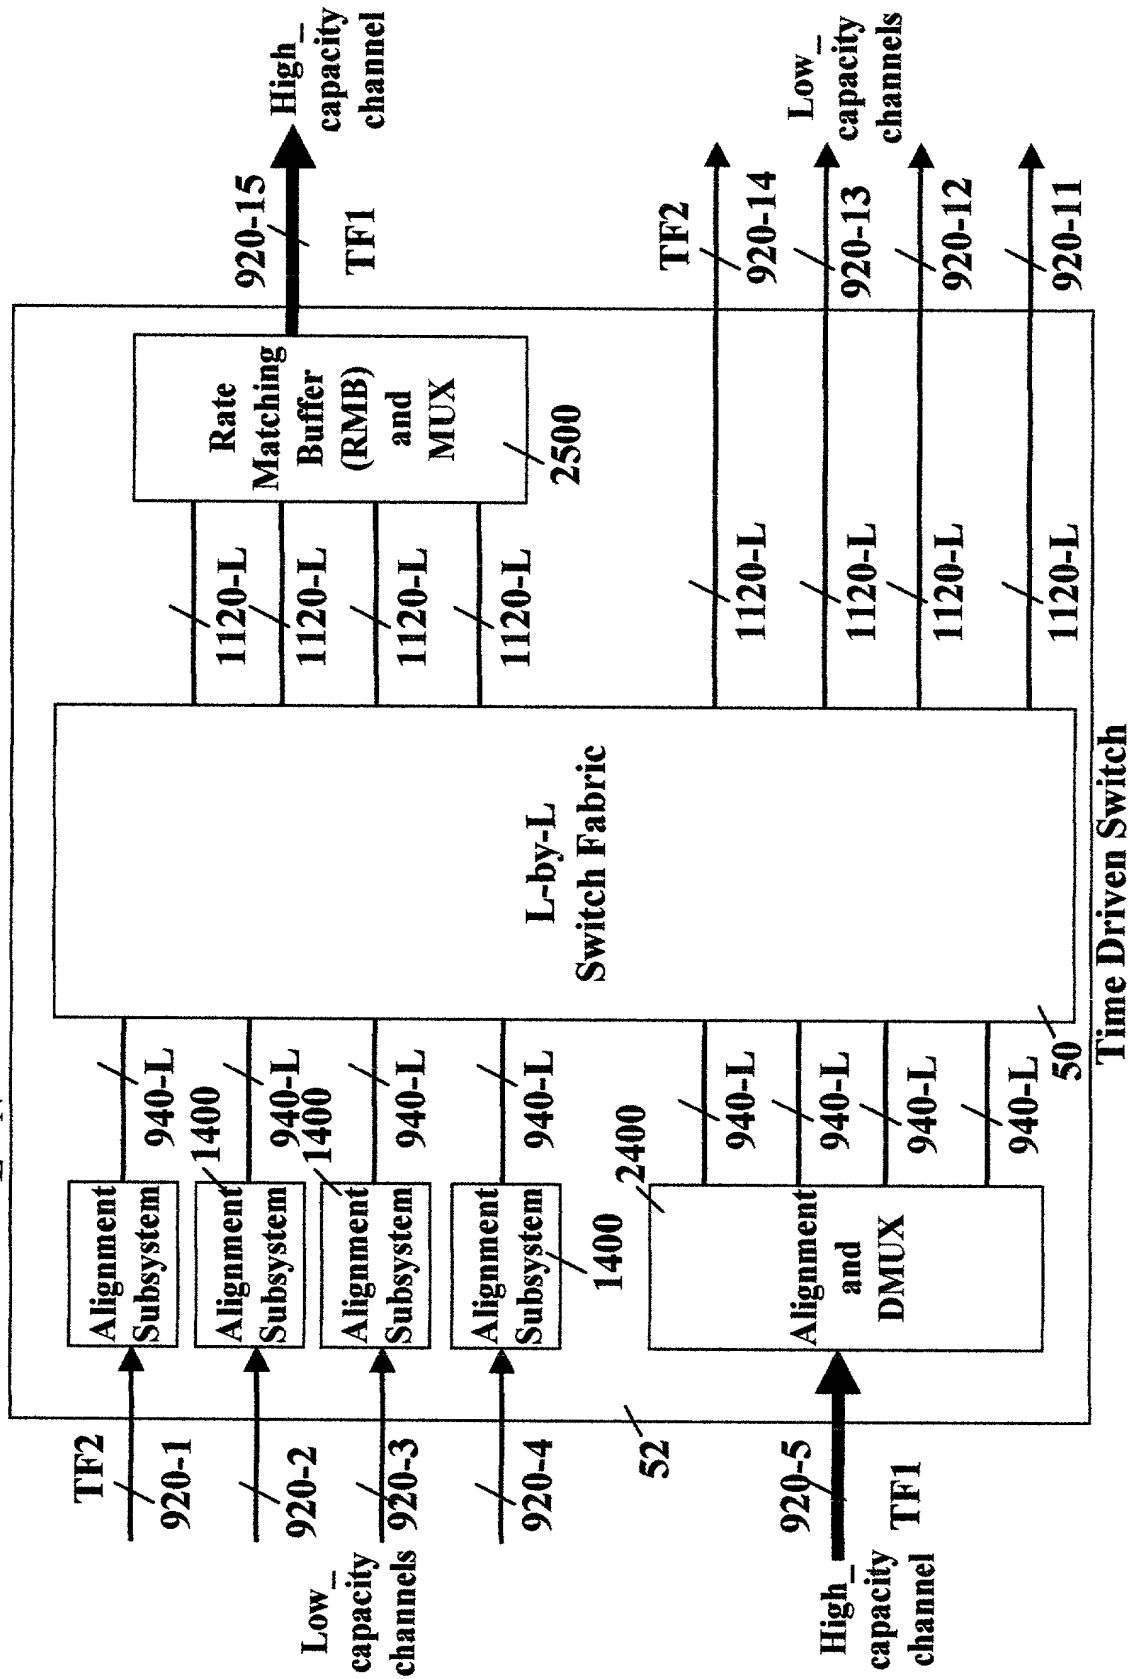 High_
capacity
channel
920-15
TF1
Rate
Matching
Buffer
(RMB)
and
MUX
2500
1120-L
1120-L
1120-L
1120-L
Low_
capacity
channels
TF2
920-14
920-13
920-12
920-11
1120-L
1120-L
1120-L
1120-L
L-by-L
Switch Fabric
50
Time Driven Switch
940-L
940-L
940-L
940-L
1400
1400
1400
Alignment
Subsystem
Alignment
Subsystem
Alignment
Subsystem
Alignment
Subsystem
940-L
940-L
940-L
940-L
2400
Alignment
and
DMUX
52
TF2
920-1
920-2
920-3
920-4
Low_
capacity
channels
920-5
TF1
High_
capacity
channel